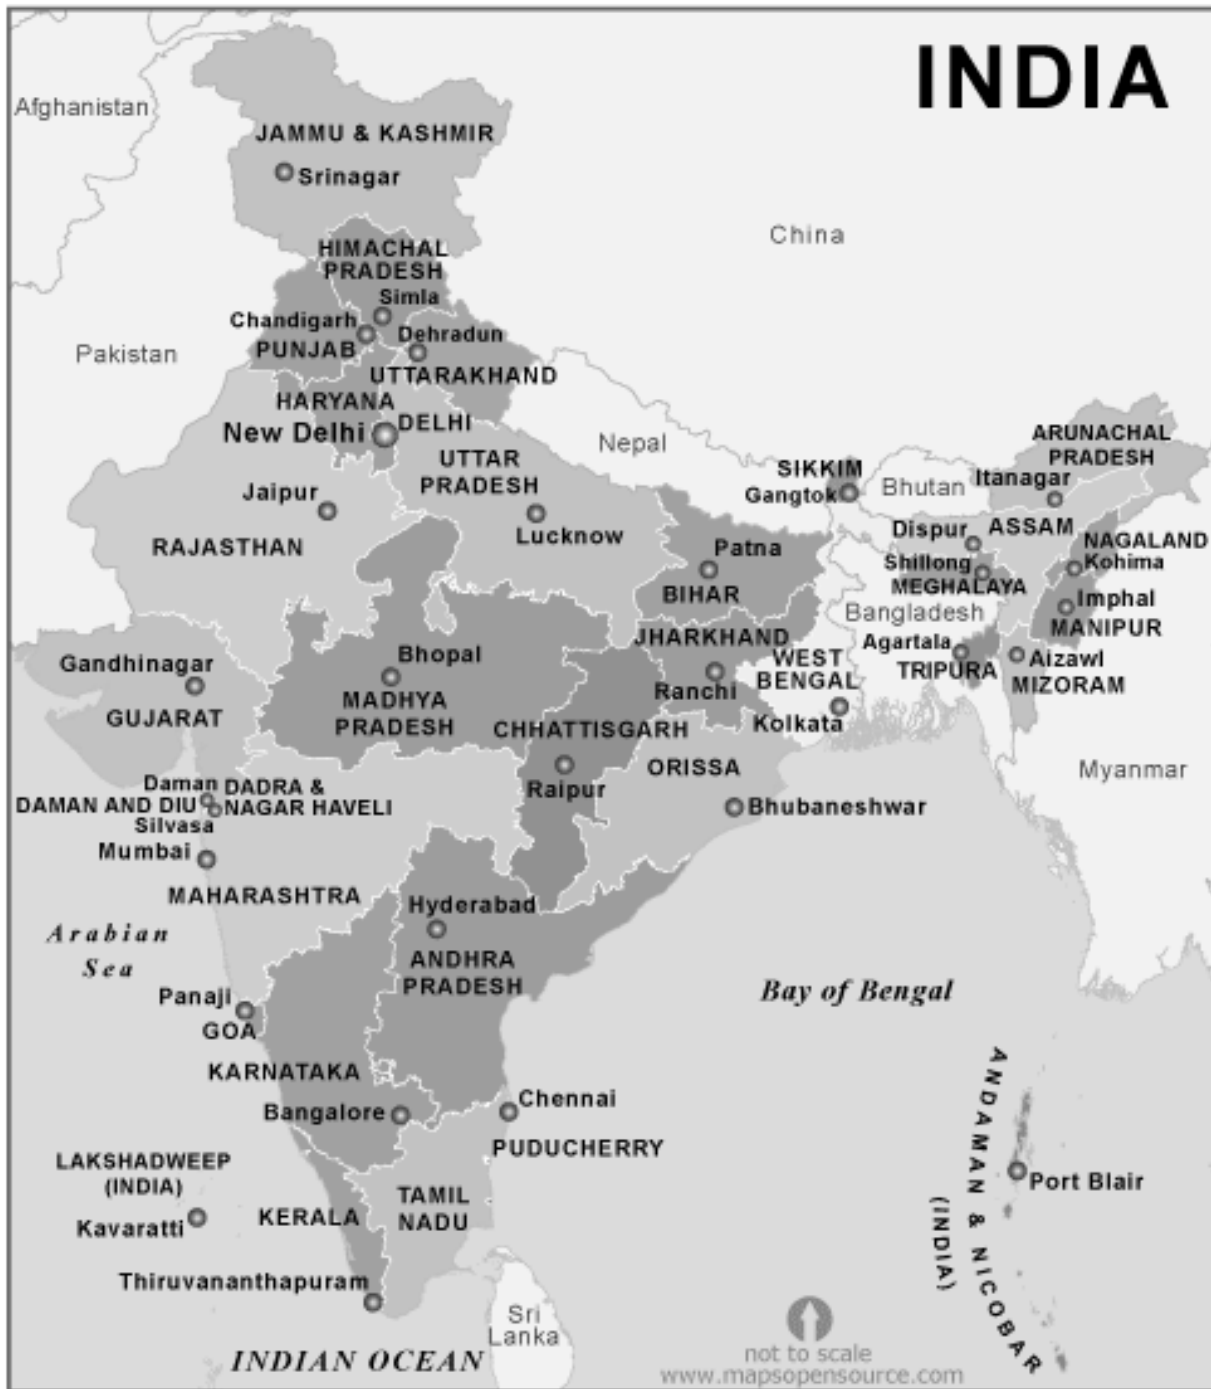 INDIA
Afghanistan
JAMMU & KASHMIR
Srinagar
China
HIMACHAL
PRADESH
Simla
Chandigarh
Dehradun
PUNJAB
Pakistan
UTTARAKHAND
HARYANA
DELHI
New Delhi
Nepal
ARUNACHAL
PRADESH
UTTAR
PRADESH
SIKKIM
Gangtok
Bhutan
Itanagar
Jaipur
Lucknow
Dispur
ASSAM
RAJASTHAN
Patna
NAGALAND
Kohima
Shillong
MEGHALAYA
BIHAR
Imphal
Bangladesh
MANIPUR
JHARKHAND
Agartala
Aizawl
Bhopal
Gandhinagar
WEST
BENGAL
TRIPURA
MIZORAM
Ranchi
MADHYA
PRADESH
GUJARAT
Kolkata
CHHATTISGARH
ORISSA
Myanmar
Raipur
Daman
DADRA &
NAGAR HAVELI
DAMAN AND DIU
Silvasa
Bhubaneshwar
Mumbai
MAHARASHTRA
Hyderabad
Arabian
Sea
ANDHRA
PRADESH
Bay of Bengal
Panaji
GOA
KARNATAKA
Chennai
Bangalore
PUDUCHERRY
LAKSHADWEEP
(INDIA)
Kavaratti
KERALA
TAMIL
NADU
ANDAMAN & NICOBAR
(INDIA)
Port Blair
Thiruvananthapuram
Sri
Lanka
INDIAN OCEAN
not to scale
www.mapsopensource.com